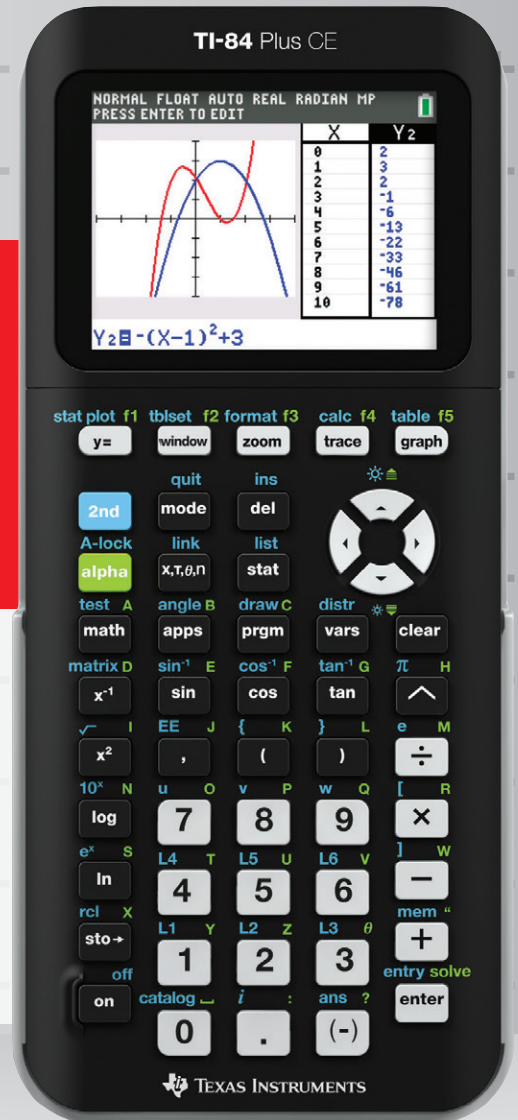 TI-84 Plus CE
NORMAL FLOAT AUTO REAL RADIAN MP
PRESS ENTER TO EDIT
X Y2
0 2
1 3
2 2
3 -1
4 -6
5 -13
6 -22
7 -33
8 -46
9 -61
10 -78
Y2=-(X-1)²+3
stat plot f1 tblset f2 format f3 calc f4 table f5
y= window zoom trace graph
quit ins
2nd mode del
A-lock link list
alpha X,T,θ,n stat
test A angle B draw C distr
math apps prgm vars clear
matrix D sin⁻¹ E cos⁻¹ F tan⁻¹ G π H
x⁻¹ sin cos tan ^
√ I EE J { K } L e M
x² , ( ) ÷
10ˣ N u O v P w Q [ R
log 7 8 9 ×
eˣ S L4 T L5 U L6 V ] W
ln 4 5 6 −
rcl X L1 Y L2 Z L3 θ mem "
sto→ 1 2 3 +
off catalog ⎵ i : ans ? entry solve
on 0 . (-) enter
TEXAS INSTRUMENTS